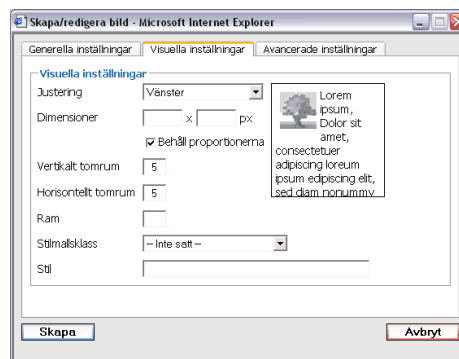 Skapa/redigera bild - Microsoft Internet Explorer
Generella inställningar
Visuella inställningar
Avancerade inställningar
Visuella inställningar
Justering
Vänster
Dimensioner
x
px
Behåll proportionerna
Vertikalt tomrum
5
Horisontellt tomrum
5
Ram
Stilmallsklass
-- Inte satt --
Stil
Lorem
ipsum,
Dolor sit
amet,
consectetuer
adipiscing loreum
ipsum edipiscing elit,
sed diam nonummy
Skapa
Avbryt